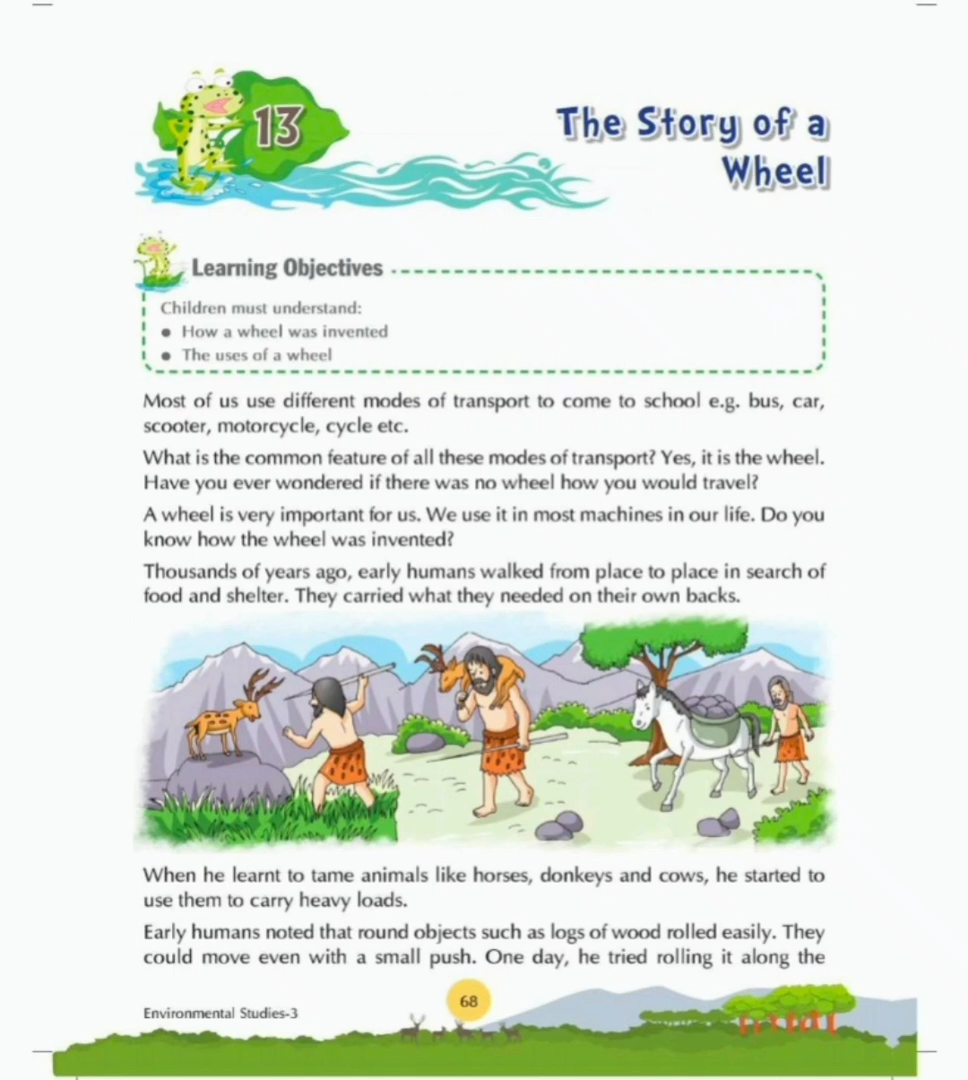 13
The Story of a
Wheel
Learning Objectives
Children must understand:
● How a wheel was invented
● The uses of a wheel
Most of us use different modes of transport to come to school e.g. bus, car,
scooter, motorcycle, cycle etc.
What is the common feature of all these modes of transport? Yes, it is the wheel.
Have you ever wondered if there was no wheel how you would travel?
A wheel is very important for us. We use it in most machines in our life. Do you
know how the wheel was invented?
Thousands of years ago, early humans walked from place to place in search of
food and shelter. They carried what they needed on their own backs.
When he learnt to tame animals like horses, donkeys and cows, he started to
use them to carry heavy loads.
Early humans noted that round objects such as logs of wood rolled easily. They
could move even with a small push. One day, he tried rolling it along the
Environmental Studies-3
68